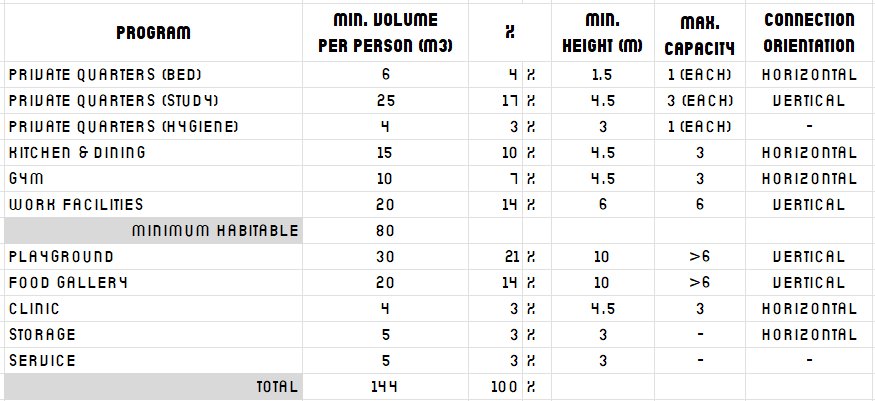 PROGRAM MIN. VOLUME PER PERSON (M3) % MIN. HEIGHT (M) MAX. CAPACITY CONNECTION ORIENTATION
PRIVATE QUARTERS (BED) 6 4 % 1.5 1 (EACH) HORIZONTAL
PRIVATE QUARTERS (STUDY) 25 17 % 4.5 3 (EACH) VERTICAL
PRIVATE QUARTERS (HYGIENE) 4 3 % 3 1 (EACH) -
KITCHEN & DINING 15 10 % 4.5 3 HORIZONTAL
GYM 10 7 % 4.5 3 HORIZONTAL
WORK FACILITIES 20 14 % 6 6 VERTICAL
MINIMUM HABITABLE 80
PLAYGROUND 30 21 % 10 >6 VERTICAL
FOOD GALLERY 20 14 % 10 >6 VERTICAL
CLINIC 4 3 % 4.5 3 HORIZONTAL
STORAGE 5 3 % 3 - HORIZONTAL
SERVICE 5 3 % 3 - -
TOTAL 144 100 %